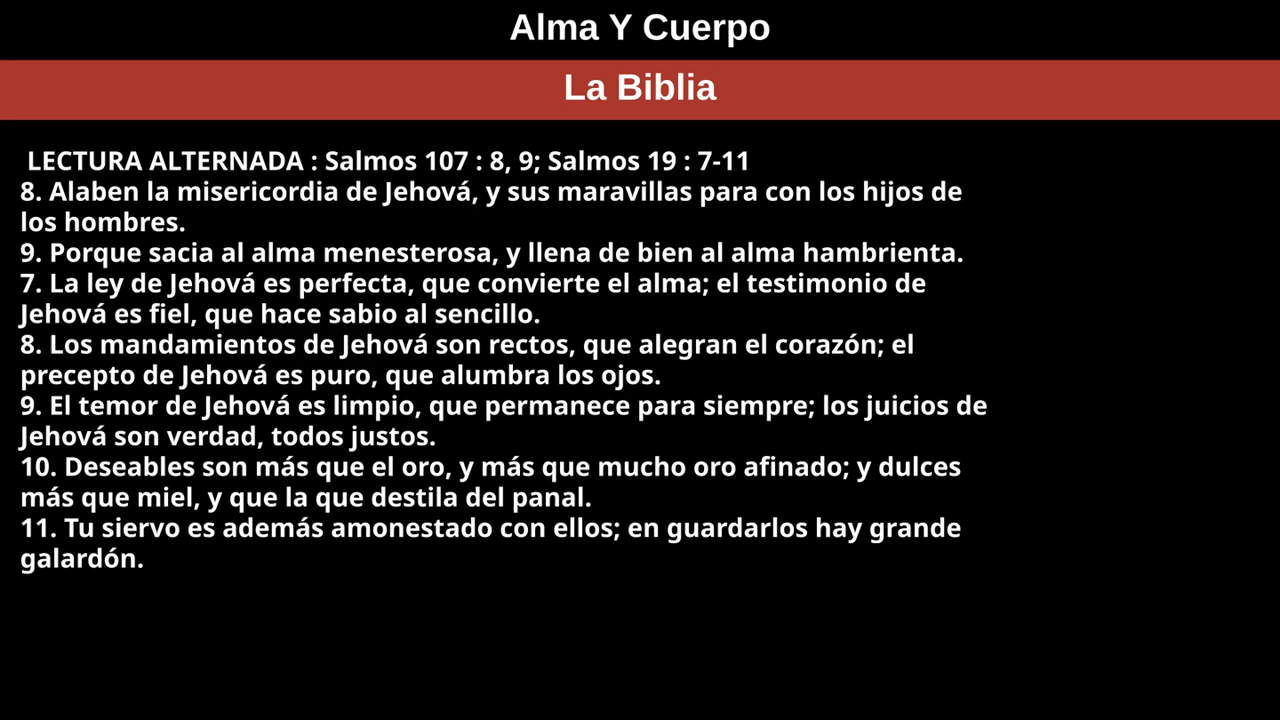 Alma Y Cuerpo
La Biblia
LECTURA ALTERNADA : Salmos 107 : 8, 9; Salmos 19 : 7-11
8. Alaben la misericordia de Jehová, y sus maravillas para con los hijos de
los hombres.
9. Porque sacia al alma menesterosa, y llena de bien al alma hambrienta.
7. La ley de Jehová es perfecta, que convierte el alma; el testimonio de
Jehová es fiel, que hace sabio al sencillo.
8. Los mandamientos de Jehová son rectos, que alegran el corazón; el
precepto de Jehová es puro, que alumbra los ojos.
9. El temor de Jehová es limpio, que permanece para siempre; los juicios de
Jehová son verdad, todos justos.
10. Deseables son más que el oro, y más que mucho oro afinado; y dulces
más que miel, y que la que destila del panal.
11. Tu siervo es además amonestado con ellos; en guardarlos hay grande
galardón.